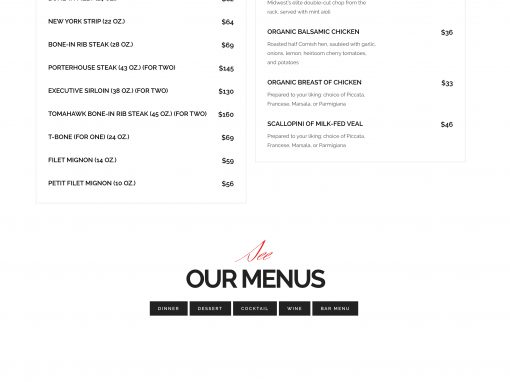 NEW YORK STRIP (22 OZ.) $64
BONE-IN RIB STEAK (28 OZ.) $69
PORTERHOUSE STEAK (43 OZ.) (FOR TWO) $145
EXECUTIVE SIRLOIN (38 OZ.) (FOR TWO) $130
TOMAHAWK BONE-IN RIB STEAK (45 OZ.) (FOR TWO) $160
T-BONE (FOR ONE) (24 OZ.) $69
FILET MIGNON (14 OZ.) $59
PETIT FILET MIGNON (10 OZ.) $56
Midwest's elite double-cut chop from the
rack, served with mint aioli
ORGANIC BALSAMIC CHICKEN $36
Roasted half Cornish hen, sautéed with garlic,
onions, lemon, heirloom cherry tomatoes,
and potatoes
ORGANIC BREAST OF CHICKEN $33
Prepared to your liking: choice of Piccata,
Francese, Marsala, or Parmigiana
SCALLOPINI OF MILK-FED VEAL $46
Prepared to your liking: choice of Piccata,
Francese, Marsala, or Parmigiana
See
OUR MENUS
DINNER DESSERT COCKTAIL WINE BAR MENU